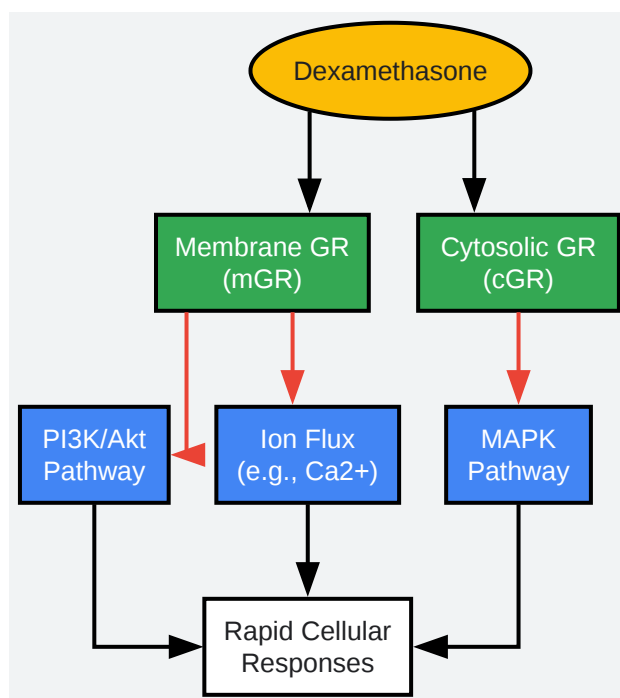 Dexamethasone
Membrane GR
(mGR)
Cytosolic GR
(cGR)
PI3K/Akt
Pathway
Ion Flux
(e.g., Ca2+)
MAPK
Pathway
Rapid Cellular
Responses